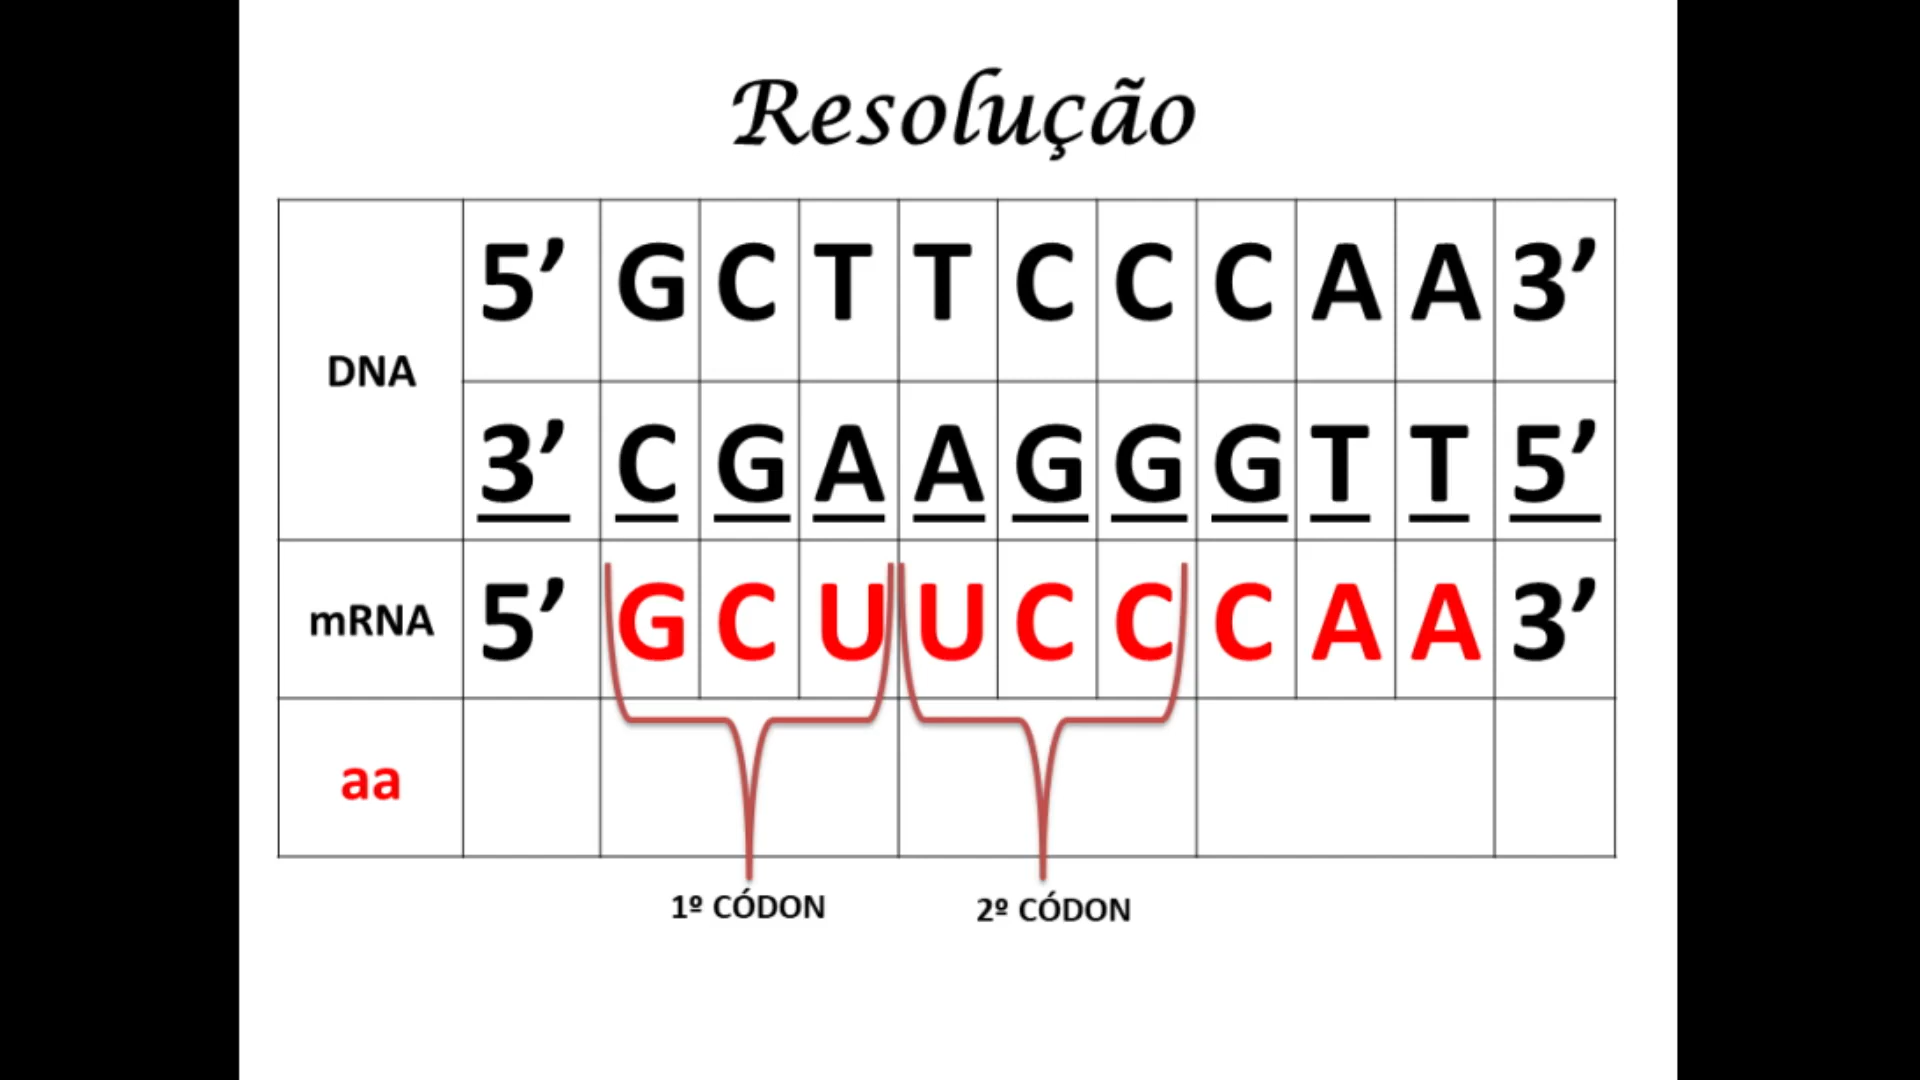 Resolução
DNA
5’ G C T T C C C A A 3’
3’ C G A A G G G T T 5’
mRNA 5’ G C U U C C C A A 3’
aa
1º CÓDON 2º CÓDON